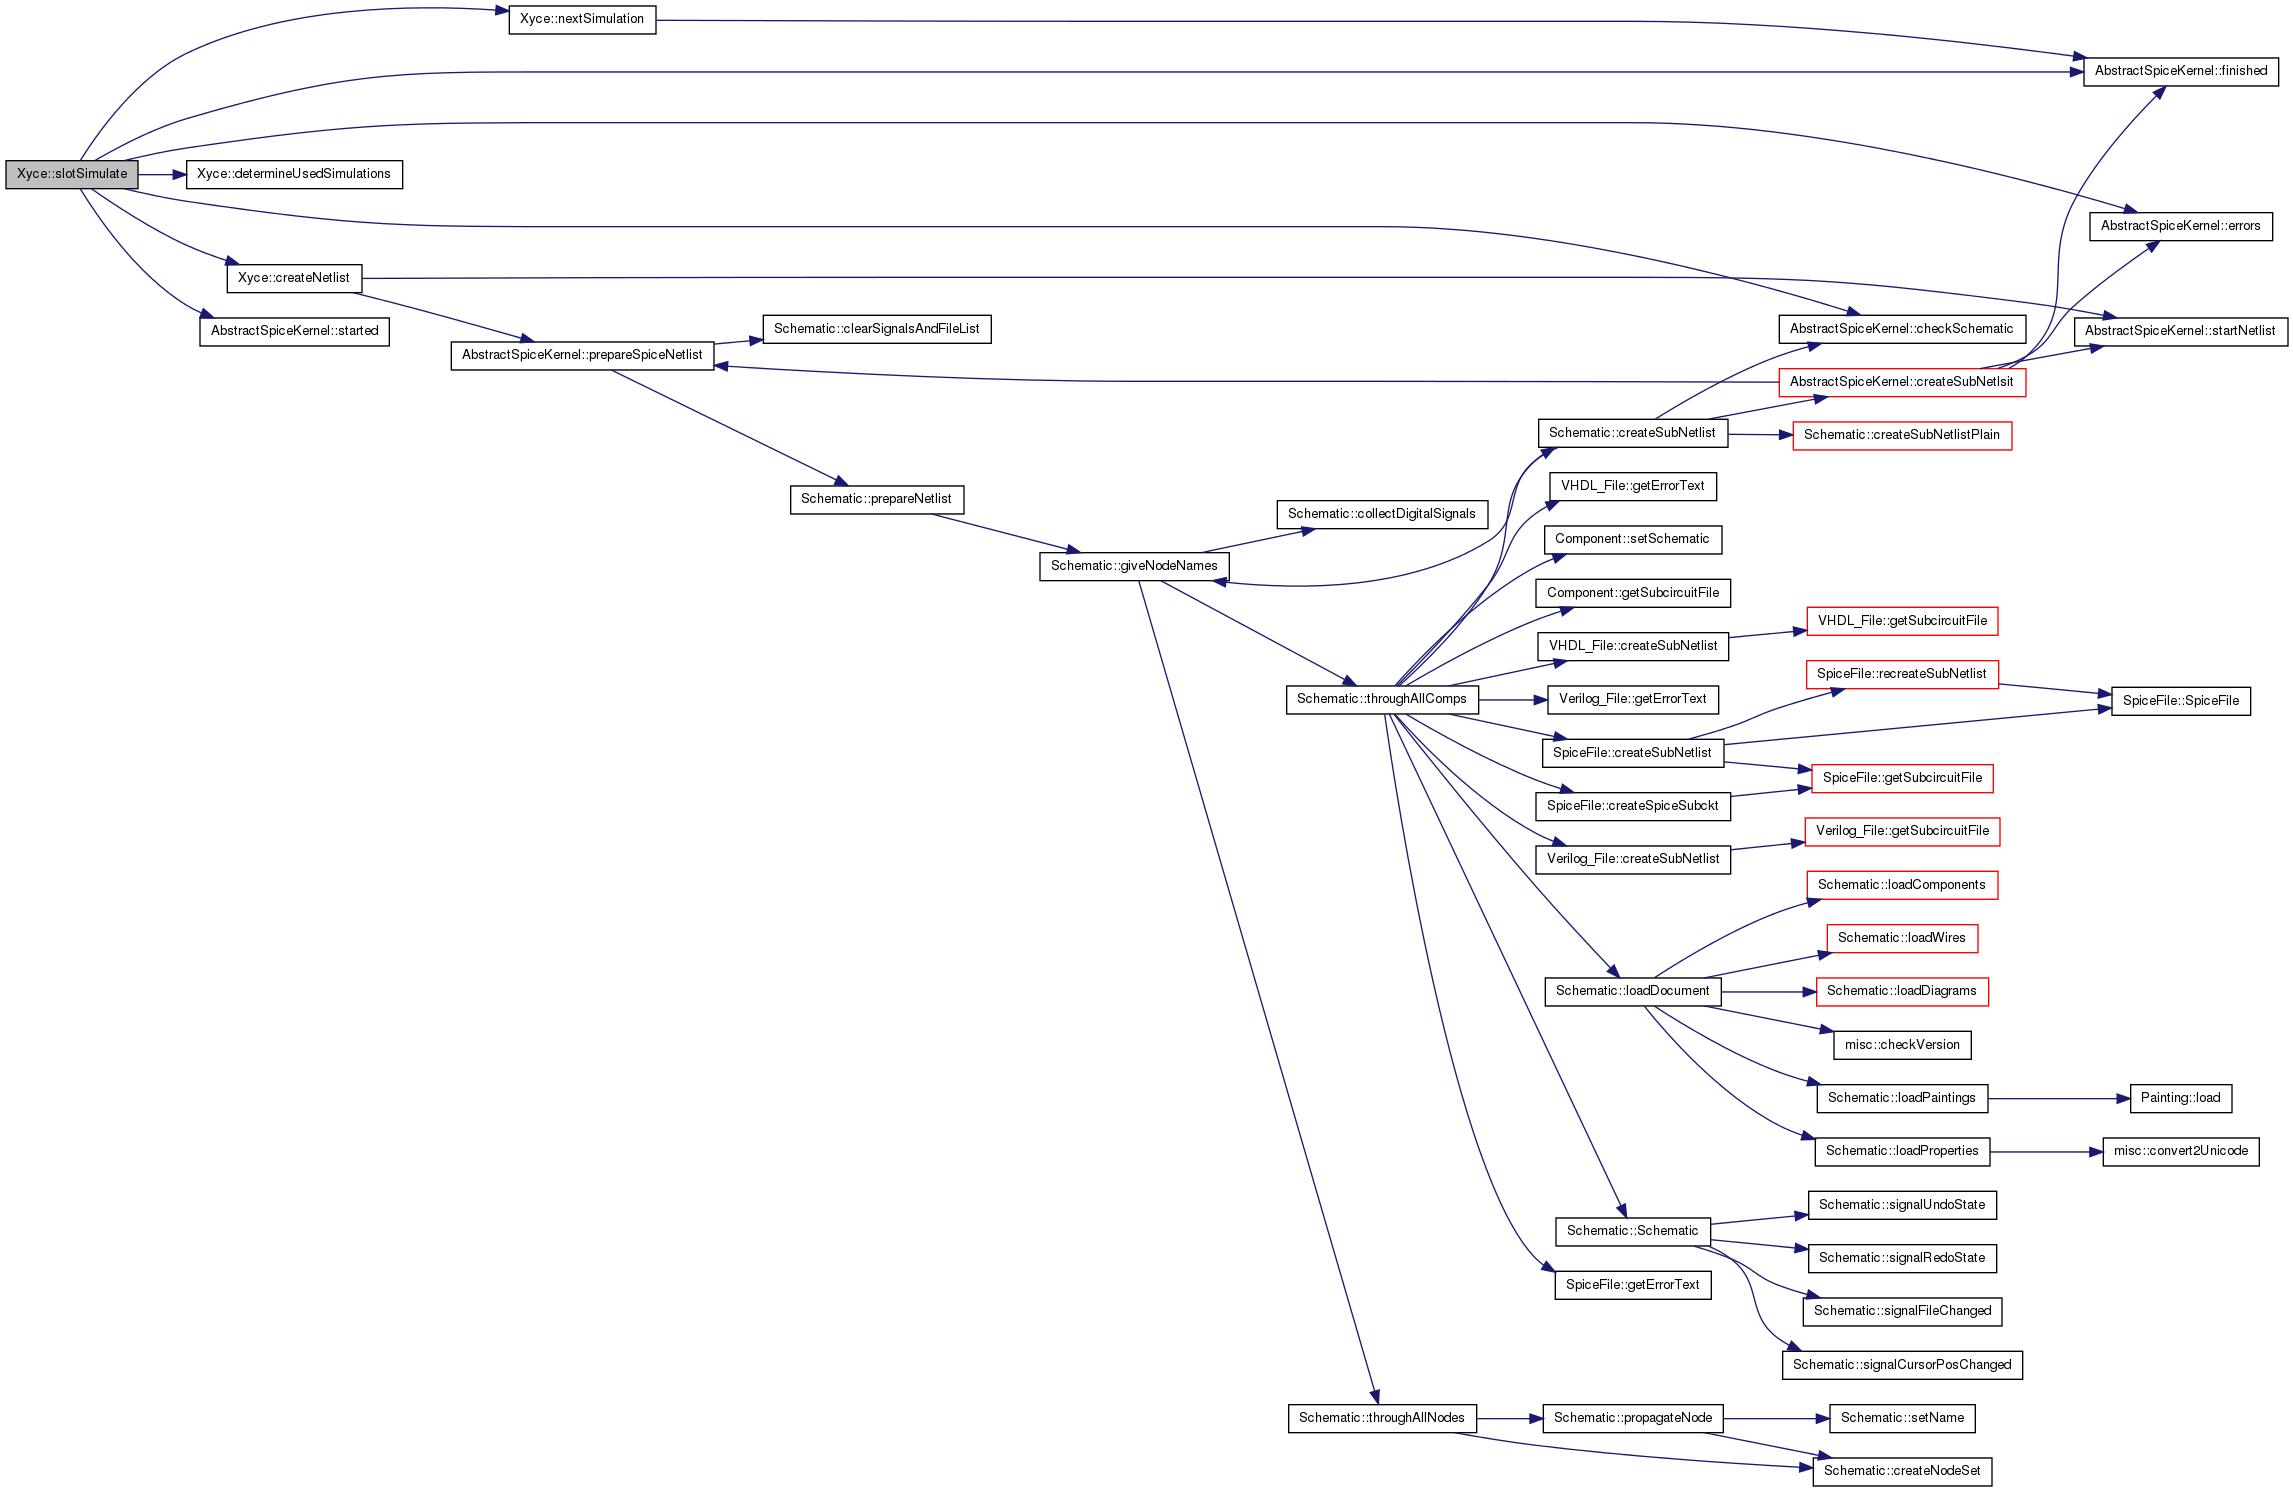 Xyce::nextSimulation
AbstractSpiceKernel::finished
Xyce::slotSimulate
Xyce::determineUsedSimulations
AbstractSpiceKernel::errors
Xyce::createNetlist
AbstractSpiceKernel::started
Schematic::clearSignalsAndFileList
AbstractSpiceKernel::checkSchematic
AbstractSpiceKernel::startNetlist
AbstractSpiceKernel::prepareSpiceNetlist
AbstractSpiceKernel::createSubNetlsit
Schematic::createSubNetlist
Schematic::createSubNetlistPlain
VHDL_File::getErrorText
Schematic::prepareNetlist
Schematic::collectDigitalSignals
Component::setSchematic
Schematic::giveNodeNames
Component::getSubcircuitFile
VHDL_File::getSubcircuitFile
VHDL_File::createSubNetlist
SpiceFile::recreateSubNetlist
Schematic::throughAllComps
Verilog_File::getErrorText
SpiceFile::SpiceFile
SpiceFile::createSubNetlist
SpiceFile::getSubcircuitFile
SpiceFile::createSpiceSubckt
Verilog_File::getSubcircuitFile
Verilog_File::createSubNetlist
Schematic::loadComponents
Schematic::loadWires
Schematic::loadDocument
Schematic::loadDiagrams
misc::checkVersion
Schematic::loadPaintings
Painting::load
Schematic::loadProperties
misc::convert2Unicode
Schematic::signalUndoState
Schematic::Schematic
Schematic::signalRedoState
SpiceFile::getErrorText
Schematic::signalFileChanged
Schematic::signalCursorPosChanged
Schematic::throughAllNodes
Schematic::propagateNode
Schematic::setName
Schematic::createNodeSet